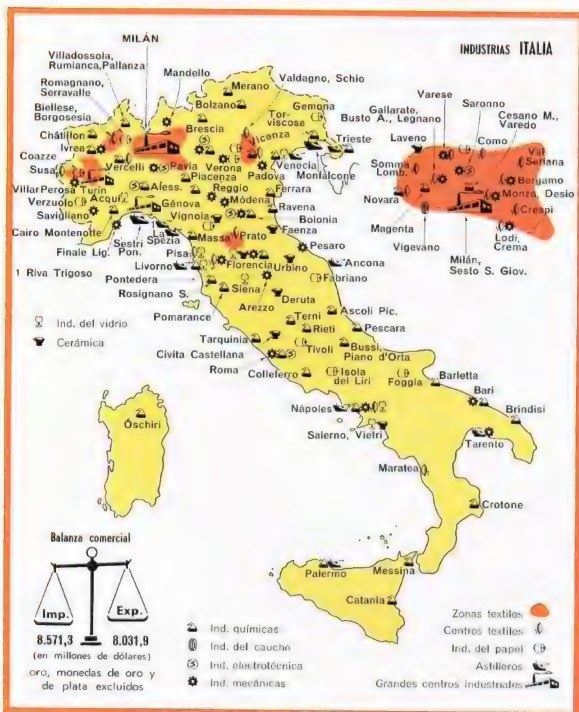 INDUSTRIAS ITALIA
MILÁN
Villadossola,
Rumianca, Pallanza
Romagnano,
Serravalle
Biellese,
Borgosesia
Châtillon
Ivrea
Coazze
Susa
Villar Perosa
Turín
Verzuolo
Acqui
Savigliano
Cairo Montenotte
Finale Lig.
Sestri
Pon.
La
Spezia
1 Riva Trigoso
Mandello
Merano
Bolzano
Brescia
Valdagno, Schio
Gemona
Tor-
viscosa
Vicenza
Trieste
Monfalcone
Venecia
Padova
Verona
Vercelli
Pavia
Piacenza
Aless.
Reggio
Módena
Ferrara
Génova
Vignola
Ravena
Bolonia
Faenza
Massa
Prato
Pisa
Pesaro
Livorno
Florencia
Urbino
Ancona
Fabriano
Pontedera
Rosignano S.
Siena
Arezzo
Deruta
Pomarance
Terni
Rieti
Ascoli Pic.
Pescara
Tarquinia
Civita Castellana
Roma
Tivoli
Bussi,
Piano d'Orta
Colleferro
Isola
del Liri
Foggia
Barletta
Bari
Brindisi
Nápoles
Salerno, Vietri
Tarento
Maratea
Crotone
Messina
Palermo
Catania
Oschiri
Gallarate,
Busto A., Legnano
Varese
Saronno
Cesano M.,
Varedo
Como
Laveno
Somma
Lomb.
Val
Seriana
Bergamo
Monza, Desio
Novara
Crespi
Magenta
Vigevano
Lodi,
Crema
Milán,
Sesto S. Giov.
Ind. del vidrio
Cerámica
Balanza comercial
Imp. Exp.
8.571,3 8.031,9
(en millones de dólares)
oro, monedas de oro y
de plata excluidos
Ind. químicas
Ind. del caucho
Ind. electrotécnica
Ind. mecánicas
Zonas textiles
Centros textiles
Ind. del papel
Astilleros
Grandes centros industriales